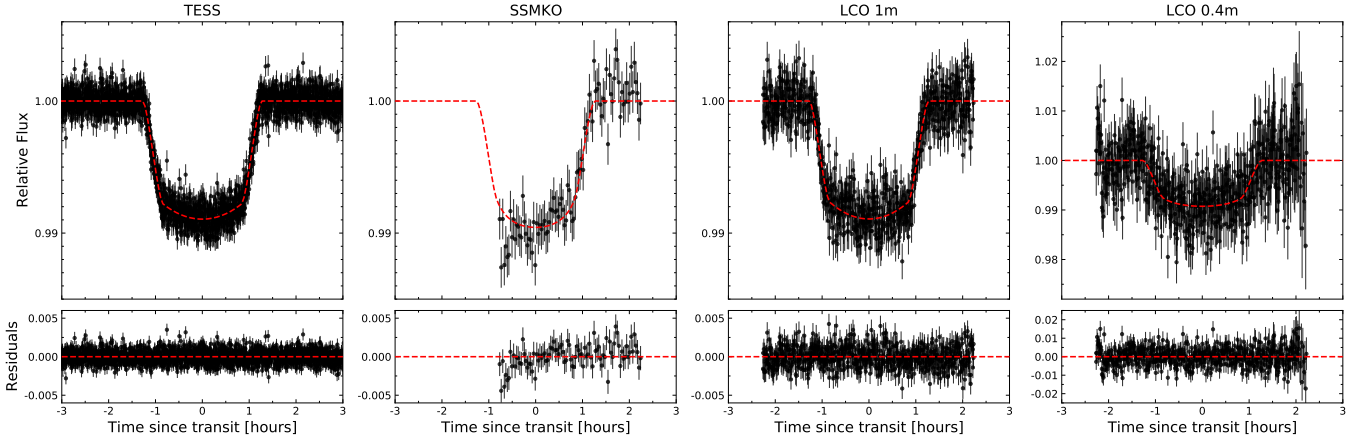 TESS SSMKO LCO 1m LCO 0.4m
Relative Flux
1.00 1.00 1.00 1.02
1.01
1.00
0.99 0.99 0.99 0.99
0.98
Residuals
0.005 0.005 0.005 0.02
0.01
0.000 0.000 0.000 0.00
-0.01
-0.005 -0.005 -0.005 -0.02
-3 -2 -1 0 1 2 3 -3 -2 -1 0 1 2 3 -3 -2 -1 0 1 2 3 -3 -2 -1 0 1 2 3
Time since transit [hours] Time since transit [hours] Time since transit [hours] Time since transit [hours]